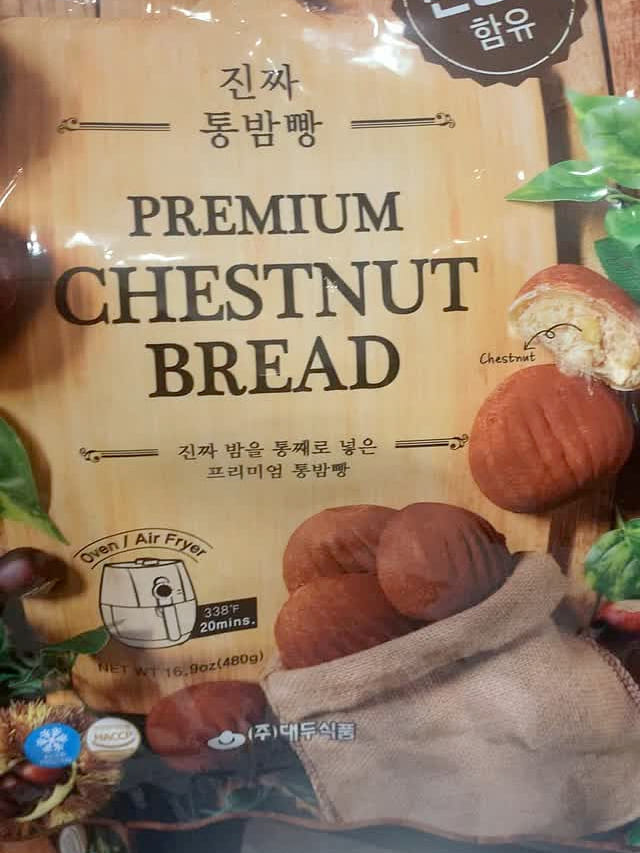 함유
진짜
통밤빵
PREMIUM
CHESTNUT
BREAD
Chestnut
진짜 밤을 통째로 넣은
프리미엄 통밤빵
Oven / Air Fryer
338°F
20mins.
NET WT 16.9oz(480g)
HACCP
(주)대두식품